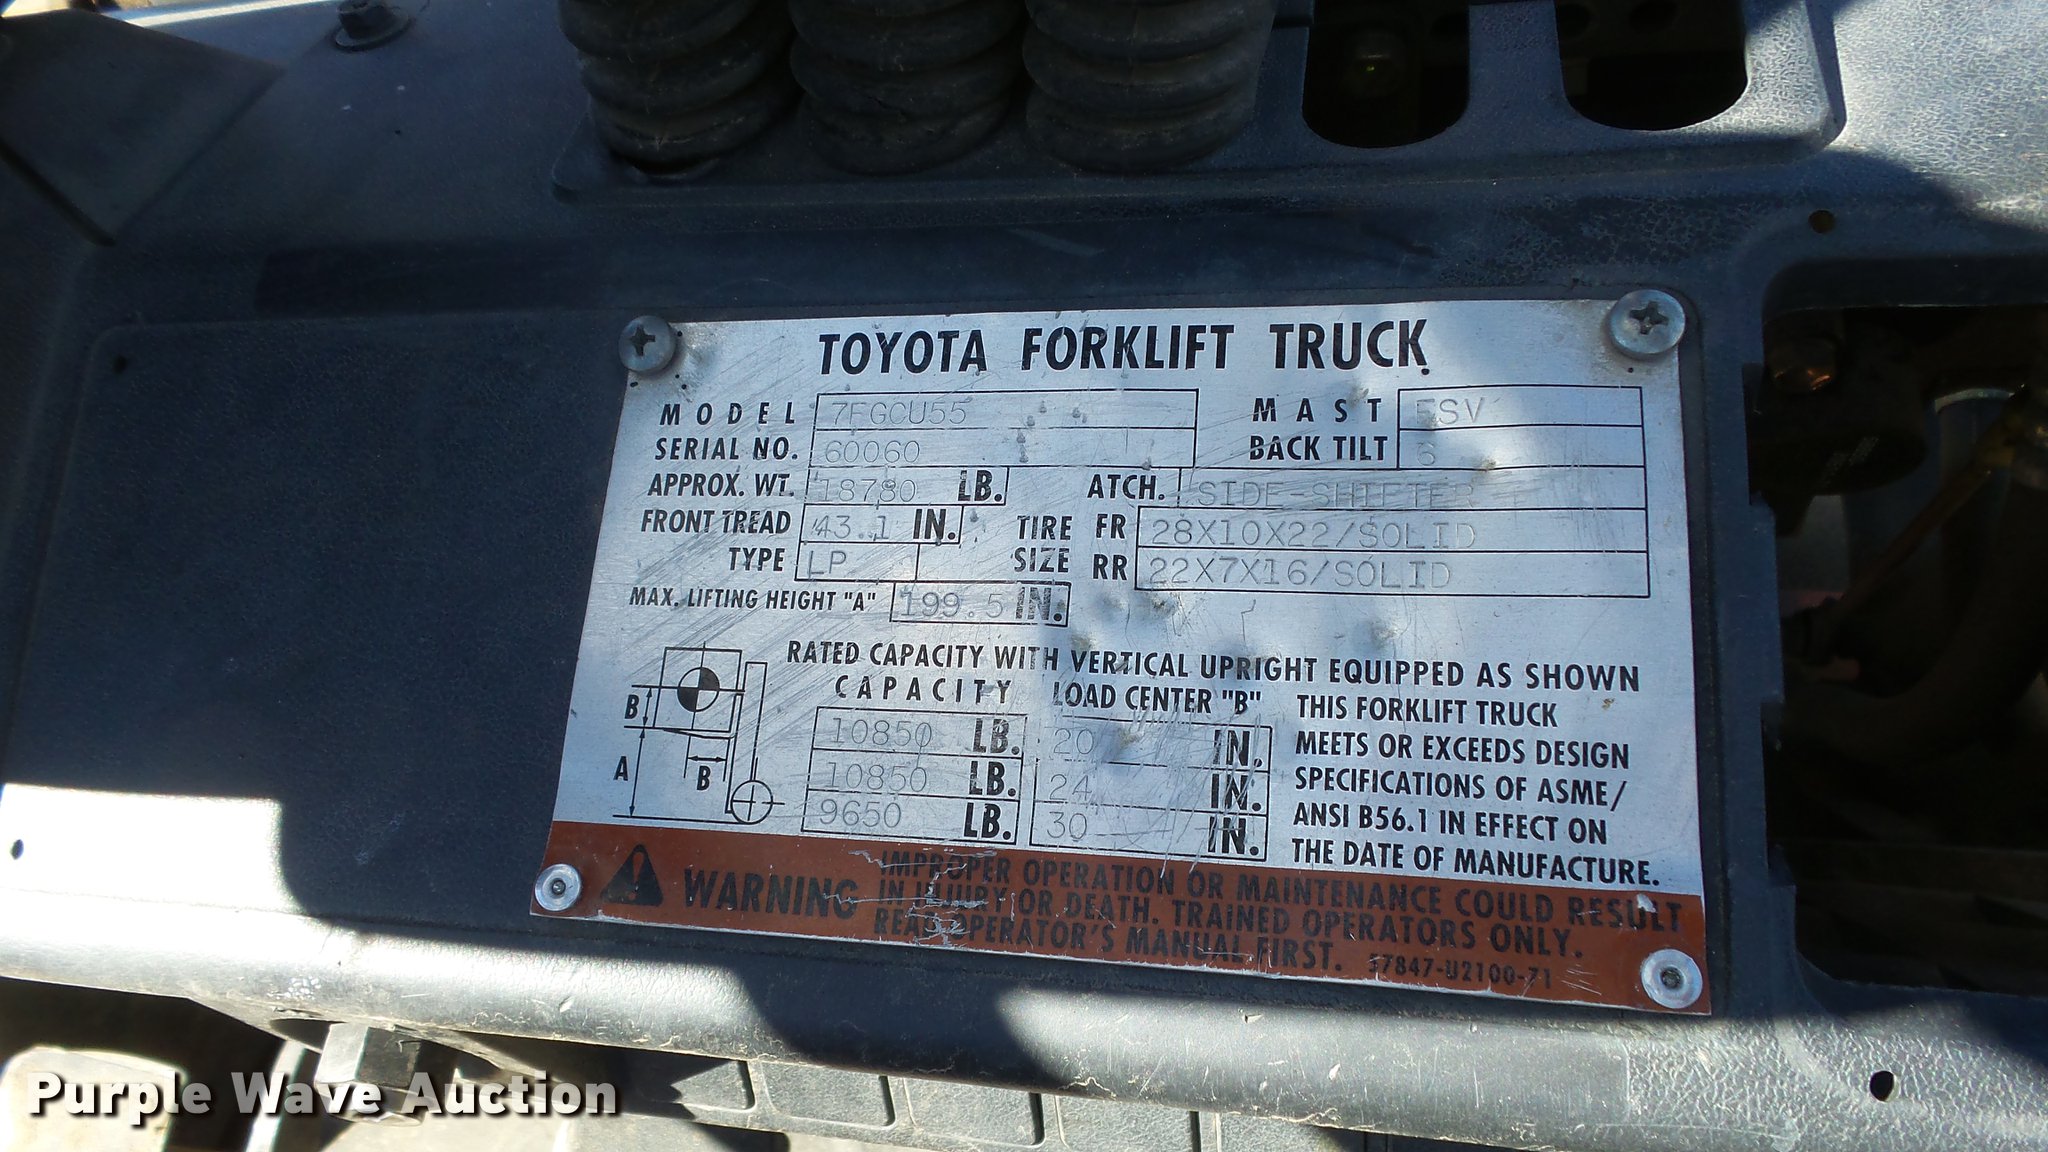 TOYOTA FORKLIFT TRUCK
MODEL 7FGCU55 MAST FSV
SERIAL NO. 60060 BACK TILT 6
APPROX. WT. 18780 LB. ATCH. SIDE-SHIFTER
FRONT TREAD 43.1 IN. TIRE SIZE FR 28X10X22/SOLID
TYPE LP RR 22X7X16/SOLID
MAX. LIFTING HEIGHT "A" 199.5 IN.
RATED CAPACITY WITH VERTICAL UPRIGHT EQUIPPED AS SHOWN
CAPACITY LOAD CENTER "B"
10850 LB. 20 IN.
10850 LB. 24 IN.
9650 LB. 30 IN.
B
A
B
THIS FORKLIFT TRUCK
MEETS OR EXCEEDS DESIGN
SPECIFICATIONS OF ASME/
ANSI B56.1 IN EFFECT ON
THE DATE OF MANUFACTURE.
WARNING
IMPROPER OPERATION OR MAINTENANCE COULD RESULT
IN INJURY OR DEATH. TRAINED OPERATORS ONLY.
READ OPERATOR'S MANUAL FIRST. 57847-U2100-71
Purple Wave Auction